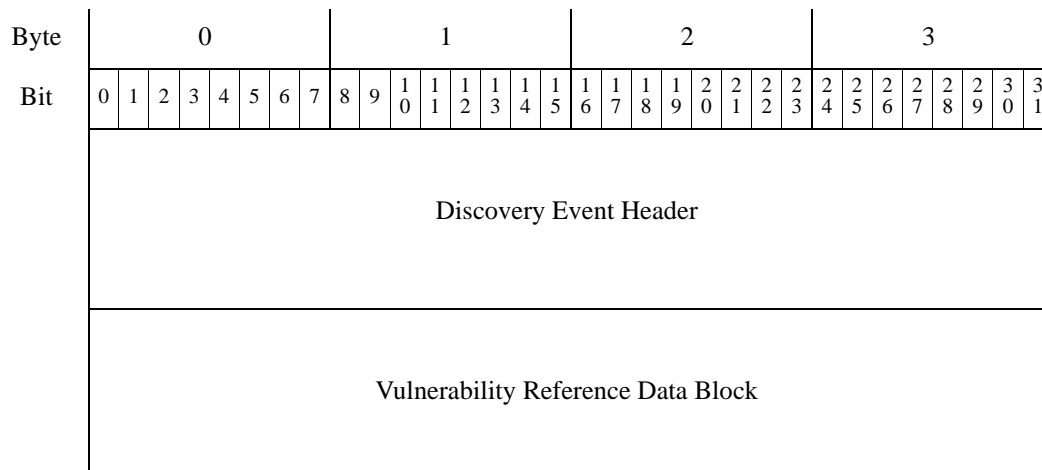 Byte 0 1 2 3
Bit 0 1 2 3 4 5 6 7 8 9 10 11 12 13 14 15 16 17 18 19 20 21 22 23 24 25 26 27 28 29 30 31
Discovery Event Header
Vulnerability Reference Data Block